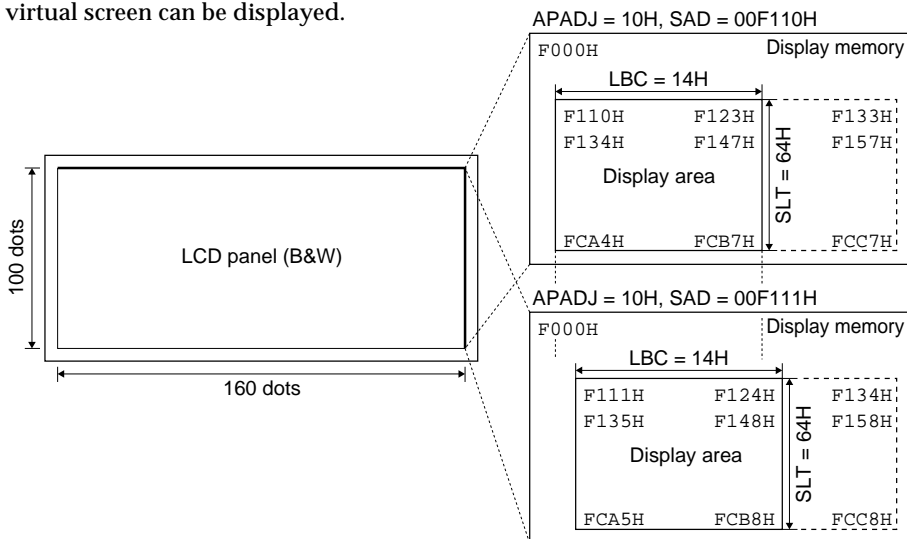 virtual screen can be displayed.
APADJ = 10H, SAD = 00F110H
F000H Display memory
LBC = 14H
F110H F123H F133H
F134H F147H F157H
Display area
SLT = 64H
FCA4H FCB7H FCC7H
100 dots
LCD panel (B&W)
160 dots
APADJ = 10H, SAD = 00F111H
F000H Display memory
LBC = 14H
F111H F124H F134H
F135H F148H F158H
Display area
SLT = 64H
FCA5H FCB8H FCC8H